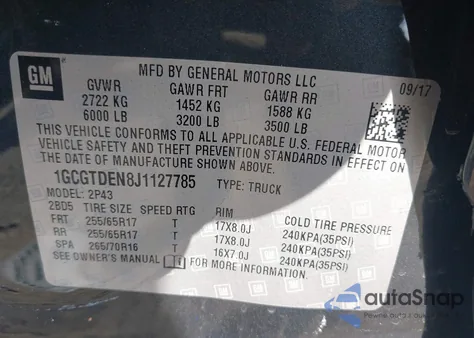 GM
MFD BY GENERAL MOTORS LLC
09/17
GVWR GAWR FRT GAWR RR
2722 KG 1452 KG 1588 KG
6000 LB 3200 LB 3500 LB
THIS VEHICLE CONFORMS TO ALL APPLICABLE U.S. FEDERAL MOTOR
VEHICLE SAFETY AND THEFT PREVENTION STANDARDS IN EFFECT ON
THE DATE OF MANUFACTURE SHOWN ABOVE.
1GCGTDEN8J1127785 TYPE: TRUCK
MODEL: 2P43
2BD5 TIRE SIZE SPEED RTG RIM COLD TIRE PRESSURE
FRT 255/65R17 T 17X8.0J 240KPA(35PSI)
RR 255/65R17 T 17X8.0J 240KPA(35PSI)
SPA 265/70R16 T 16X7.0J 240KPA(35PSI)
SEE OWNER'S MANUAL FOR MORE INFORMATION.
autoSnap